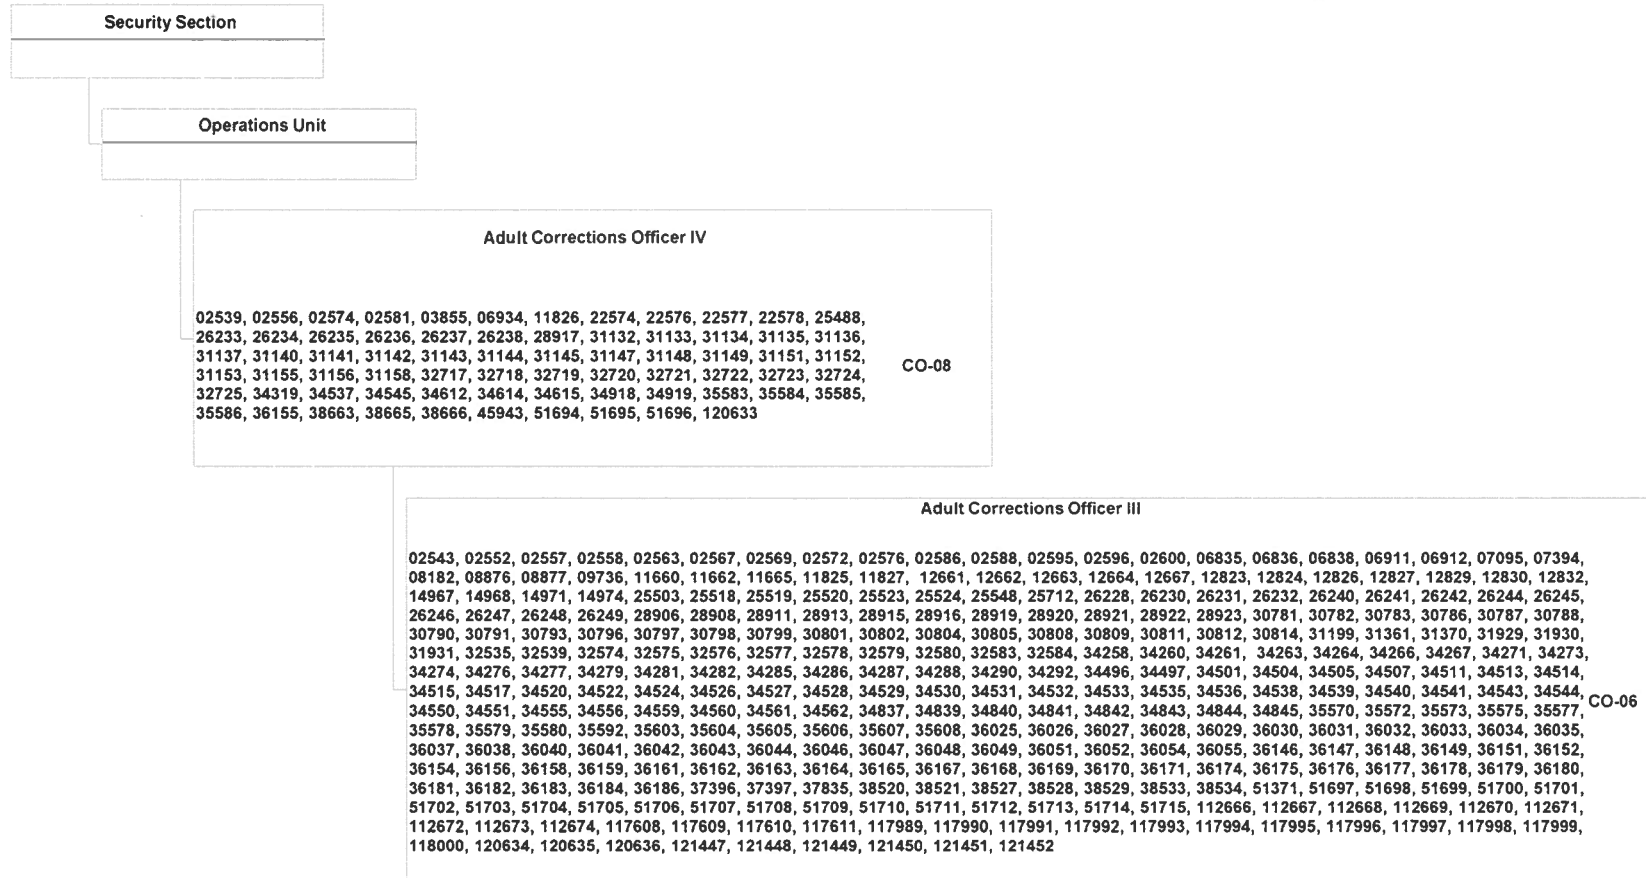 Security Section
Operations Unit
Adult Corrections Officer IV
02539, 02556, 02574, 02581, 03855, 06934, 11826, 22574, 22576, 22577, 22578, 25488,
26233, 26234, 26235, 26236, 26237, 26238, 28917, 31132, 31133, 31134, 31135, 31136,
31137, 31140, 31141, 31142, 31143, 31144, 31145, 31147, 31148, 31149, 31151, 31152,
31153, 31155, 31156, 31158, 32717, 32718, 32719, 32720, 32721, 32722, 32723, 32724,
32725, 34319, 34537, 34545, 34612, 34614, 34615, 34918, 34919, 35583, 35584, 35585,
35586, 36155, 38663, 38665, 38666, 45943, 51694, 51695, 51696, 120633
CO-08
Adult Corrections Officer III
02543, 02552, 02557, 02558, 02563, 02567, 02569, 02572, 02576, 02586, 02588, 02595, 02596, 02600, 06835, 06836, 06838, 06911, 06912, 07095, 07394,
08182, 08876, 08877, 09736, 11660, 11662, 11665, 11825, 11827, 12661, 12662, 12663, 12664, 12667, 12823, 12824, 12826, 12827, 12829, 12830, 12832,
14967, 14968, 14971, 14974, 25503, 25518, 25519, 25520, 25523, 25524, 25548, 25712, 26228, 26230, 26231, 26232, 26240, 26241, 26242, 26244, 26245,
26246, 26247, 26248, 26249, 28906, 28908, 28911, 28913, 28915, 28916, 28919, 28920, 28921, 28922, 28923, 30781, 30782, 30783, 30786, 30787, 30788,
30790, 30791, 30793, 30796, 30797, 30798, 30799, 30801, 30802, 30804, 30805, 30808, 30809, 30811, 30812, 30814, 31199, 31361, 31370, 31929, 31930,
31931, 32535, 32539, 32574, 32575, 32576, 32577, 32578, 32579, 32580, 32583, 32584, 34258, 34260, 34261, 34263, 34264, 34266, 34267, 34271, 34273,
34274, 34276, 34277, 34279, 34281, 34282, 34285, 34286, 34287, 34288, 34290, 34292, 34496, 34497, 34501, 34504, 34505, 34507, 34511, 34513, 34514,
34515, 34517, 34520, 34522, 34524, 34526, 34527, 34528, 34529, 34530, 34531, 34532, 34533, 34535, 34536, 34538, 34539, 34540, 34541, 34543, 34544,
34550, 34551, 34555, 34556, 34559, 34560, 34561, 34562, 34837, 34839, 34840, 34841, 34842, 34843, 34844, 34845, 35570, 35572, 35573, 35575, 35577,
35578, 35579, 35580, 35592, 35603, 35604, 35605, 35606, 35607, 35608, 36025, 36026, 36027, 36028, 36029, 36030, 36031, 36032, 36033, 36034, 36035,
36037, 36038, 36040, 36041, 36042, 36043, 36044, 36046, 36047, 36048, 36049, 36051, 36052, 36054, 36055, 36146, 36147, 36148, 36149, 36151, 36152,
36154, 36156, 36158, 36159, 36161, 36162, 36163, 36164, 36165, 36167, 36168, 36169, 36170, 36171, 36174, 36175, 36176, 36177, 36178, 36179, 36180,
36181, 36182, 36183, 36184, 36186, 37396, 37397, 37835, 38520, 38521, 38527, 38528, 38529, 38533, 38534, 51371, 51697, 51698, 51699, 51700, 51701,
51702, 51703, 51704, 51705, 51706, 51707, 51708, 51709, 51710, 51711, 51712, 51713, 51714, 51715, 112666, 112667, 112668, 112669, 112670, 112671,
112672, 112673, 112674, 117608, 117609, 117610, 117611, 117989, 117990, 117991, 117992, 117993, 117994, 117995, 117996, 117997, 117998, 117999,
118000, 120634, 120635, 120636, 121447, 121448, 121449, 121450, 121451, 121452
CO-06